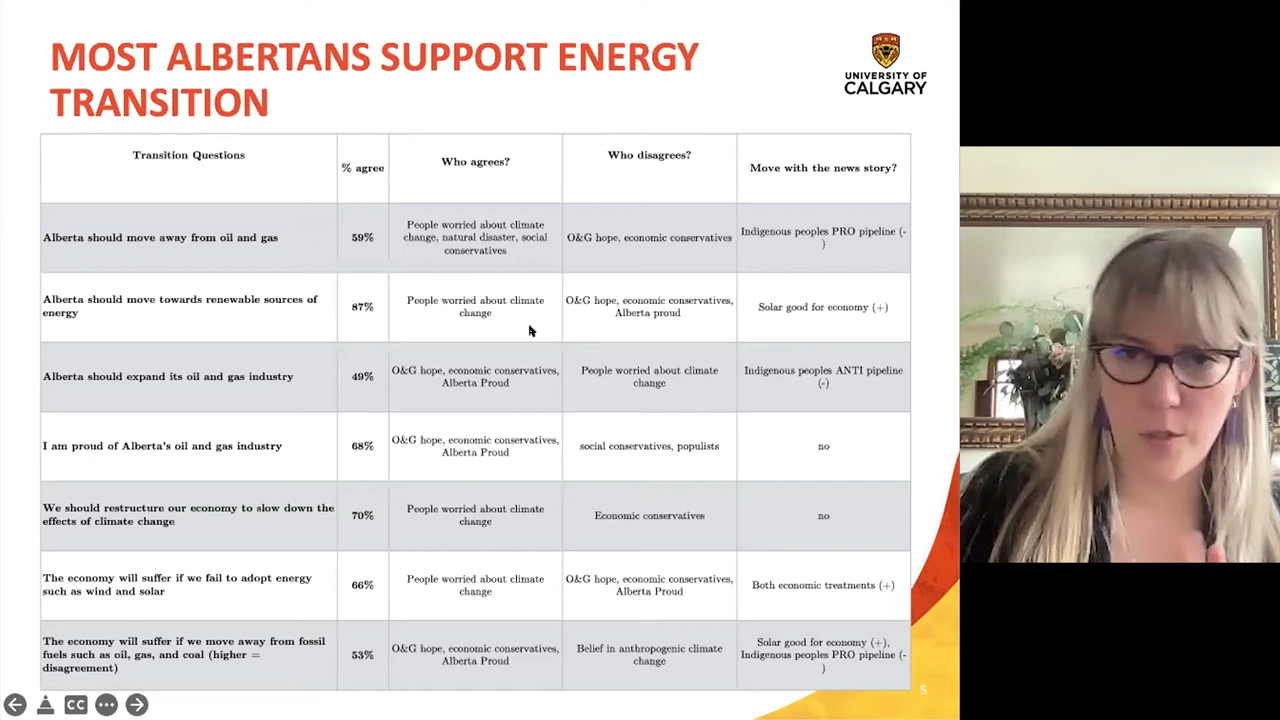 MOST ALBERTANS SUPPORT ENERGY
TRANSITION
UNIVERSITY OF
CALGARY
Transition Questions
% agree
Who agrees?
Who disagrees?
Move with the news story?
Alberta should move away from oil and gas
59%
People worried about climate
change, natural disaster, social
conservatives
O&G hope, economic conservatives
Indigenous peoples PRO pipeline (-
)
Alberta should move towards renewable sources of
energy
87%
People worried about climate
change
O&G hope, economic conservatives,
Alberta proud
Solar good for economy (+)
Alberta should expand its oil and gas industry
49%
O&G hope, economic conservatives,
Alberta Proud
People worried about climate
change
Indigenous peoples ANTI pipeline
(-)
I am proud of Alberta's oil and gas industry
68%
O&G hope, economic conservatives,
Alberta Proud
social conservatives, populists
no
We should restructure our economy to slow down the
effects of climate change
70%
People worried about climate
change
Economic conservatives
no
The economy will suffer if we fail to adopt energy
such as wind and solar
66%
People worried about climate
change
O&G hope, economic conservatives,
Alberta Proud
Both economic treatments (+)
The economy will suffer if we move away from fossil
fuels such as oil, gas, and coal (higher =
disagreement)
53%
O&G hope, economic conservatives,
Alberta Proud
Belief in anthropogenic climate
change
Solar good for economy (+),
Indigenous peoples PRO pipeline (-
)
5
CC